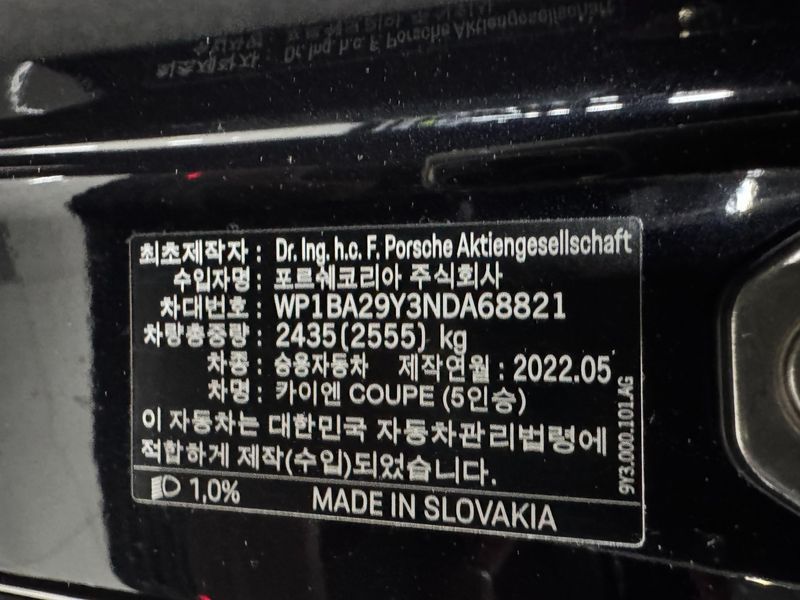 최초제작자 : Dr. Ing. h.c. F. Porsche Aktiengesellschaft
수입자명 : 포르쉐코리아 주식회사
차대번호 : WP1BA29Y3NDA68821
차량총중량 : 2435(2555) kg
차종 : 승용자동차 제작연월 : 2022.05
차명 : 카이엔 COUPE (5인승)
이 자동차는 대한민국 자동차관리법령에
적합하게 제작(수입)되었습니다.
1,0% MADE IN SLOVAKIA
9Y3.000.101.AG